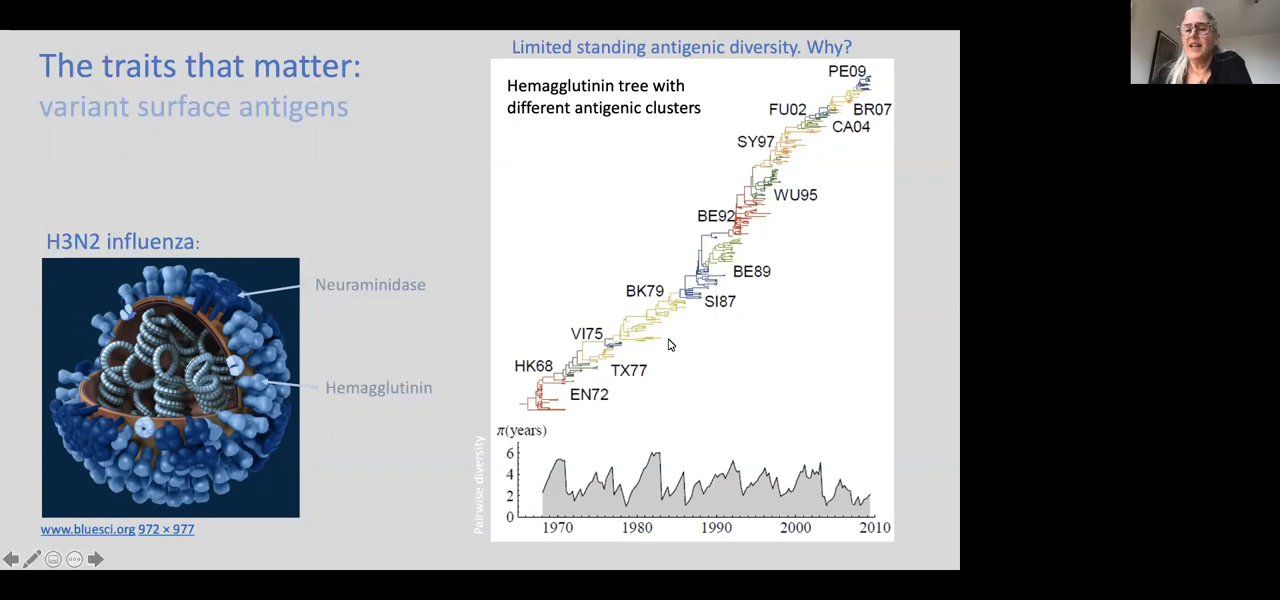 The traits that matter:
variant surface antigens
H3N2 influenza:
Neuraminidase
Hemagglutinin
www.bluesci.org 972 × 977
Limited standing antigenic diversity. Why?
Hemagglutinin tree with
different antigenic clusters
PE09
FU02
BR07
CA04
SY97
WU95
BE92
BE89
BK79
SI87
VI75
HK68
TX77
EN72
π(years)
Pairwise diversity
6
4
2
0
1970
1980
1990
2000
2010